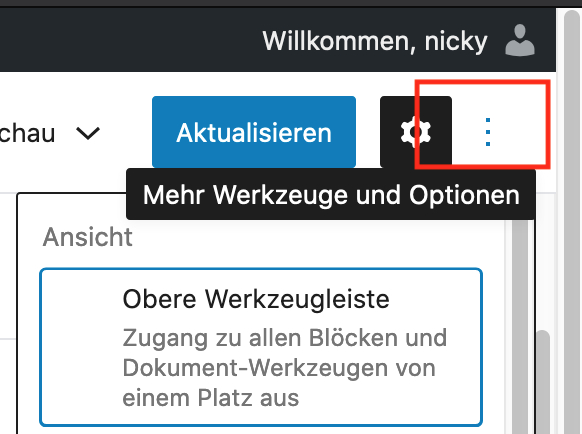 Willkommen, nicky
chau
Aktualisieren
Mehr Werkzeuge und Optionen
Ansicht
Obere Werkzeugleiste
Zugang zu allen Blöcken und
Dokument-Werkzeugen von
einem Platz aus